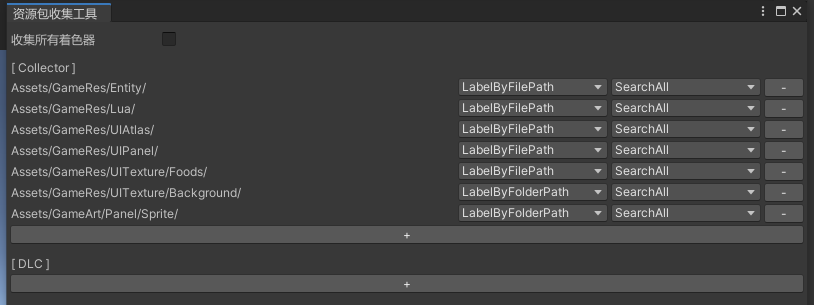 资源包收集工具
收集所有着色器
[ Collector ]
Assets/GameRes/Entity/ LabelByFilePath SearchAll -
Assets/GameRes/Lua/ LabelByFilePath SearchAll -
Assets/GameRes/UIAtlas/ LabelByFilePath SearchAll -
Assets/GameRes/UIPanel/ LabelByFilePath SearchAll -
Assets/GameRes/UITexture/Foods/ LabelByFilePath SearchAll -
Assets/GameRes/UITexture/Background/ LabelByFolderPath SearchAll -
Assets/GameArt/Panel/Sprite/ LabelByFolderPath SearchAll -
+
[ DLC ]
+